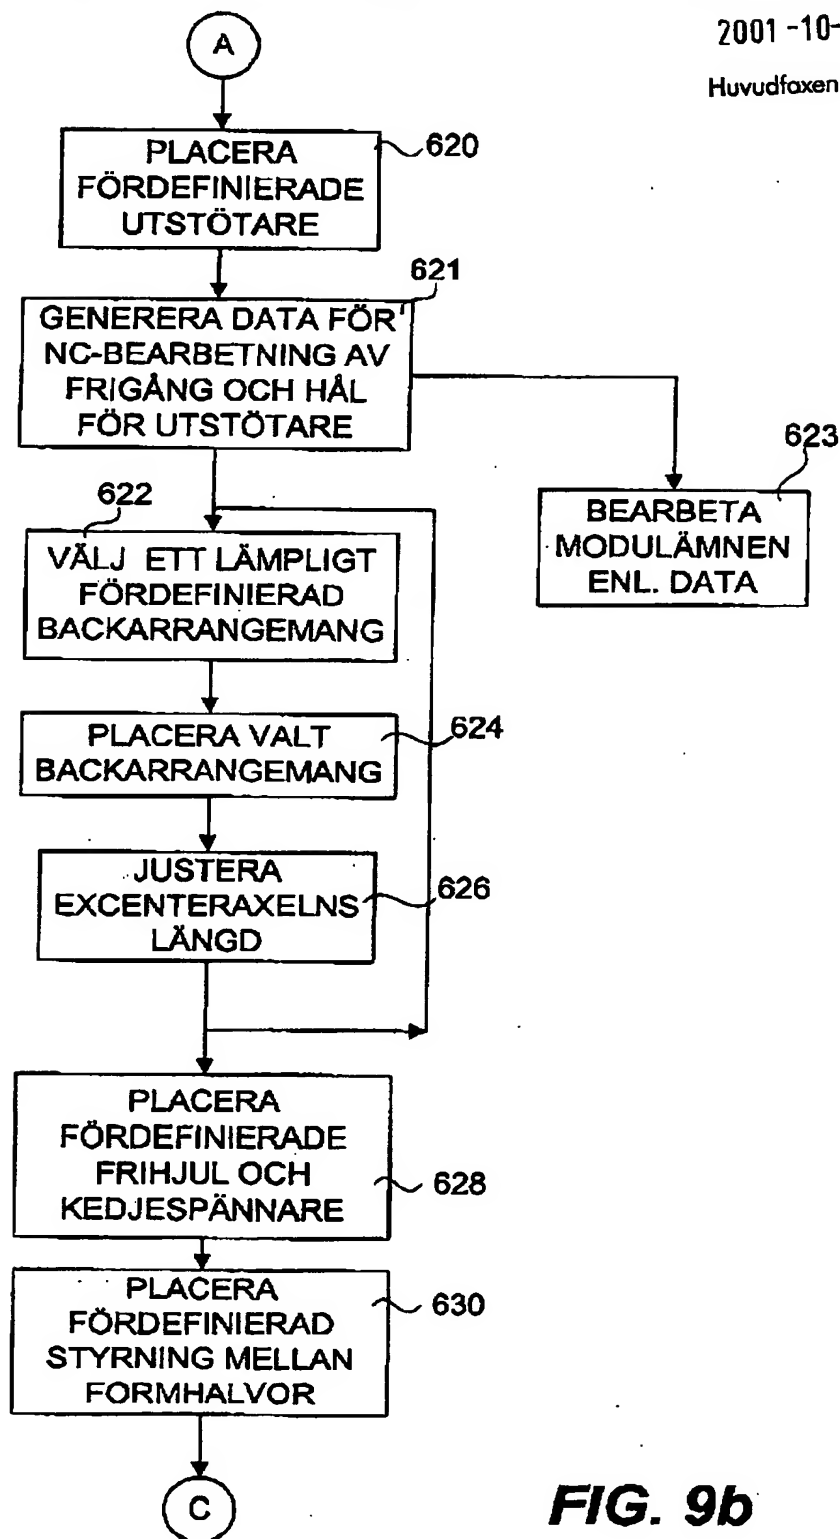 2001 -10-
Huvudfaxen
A
PLACERA
FÖRDEFINIERADE
UTSTÖTARE
620
621
GENERERA DATA FÖR
NC-BEARBETNING AV
FRIGÅNG OCH HÅL
FÖR UTSTÖTARE
623
BEARBETA
MODULÄMNEN
ENL. DATA
622
VÄLJ ETT LÄMPLIGT
FÖRDEFINIERAD
BACKARRANGEMANG
PLACERA VALT
BACKARRANGEMANG
624
JUSTERA
EXCENTERAXELNS
LÄNGD
626
PLACERA
FÖRDEFINIERADE
FRIHJUL OCH
KEDJESPÄNNARE
628
PLACERA
FÖRDEFINIERAD
STYRNING MELLAN
FORMHALVOR
630
C
FIG. 9b